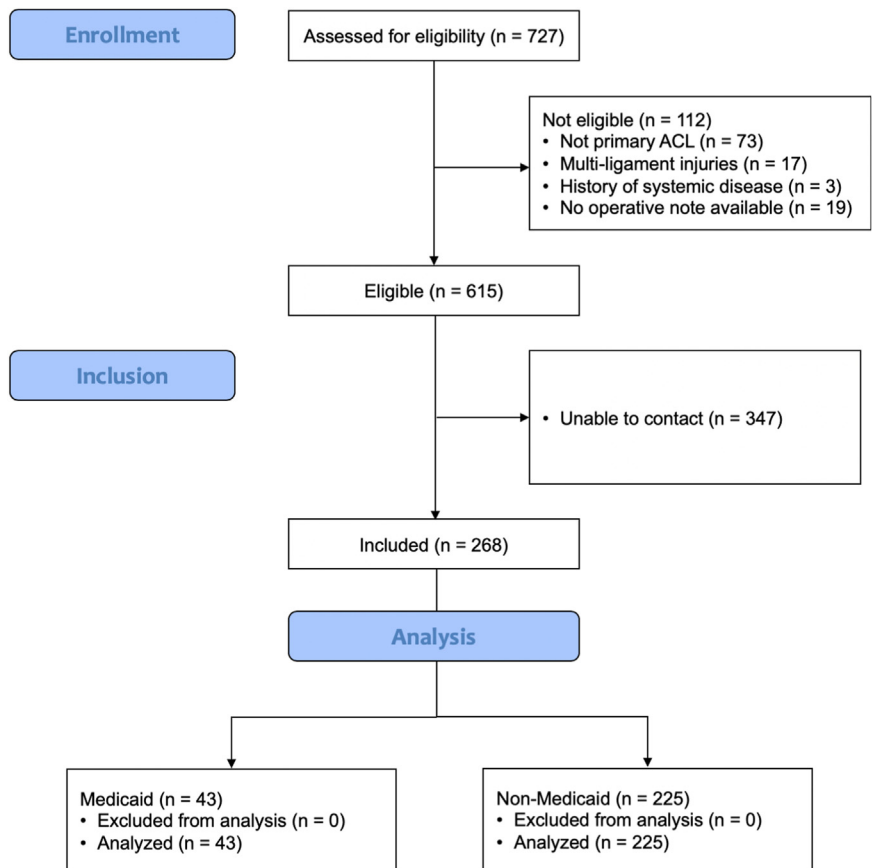 Enrollment
Assessed for eligibility (n = 727)
Not eligible (n = 112)
• Not primary ACL (n = 73)
• Multi-ligament injuries (n = 17)
• History of systemic disease (n = 3)
• No operative note available (n = 19)
Eligible (n = 615)
Inclusion
• Unable to contact (n = 347)
Included (n = 268)
Analysis
Medicaid (n = 43)
• Excluded from analysis (n = 0)
• Analyzed (n = 43)
Non-Medicaid (n = 225)
• Excluded from analysis (n = 0)
• Analyzed (n = 225)